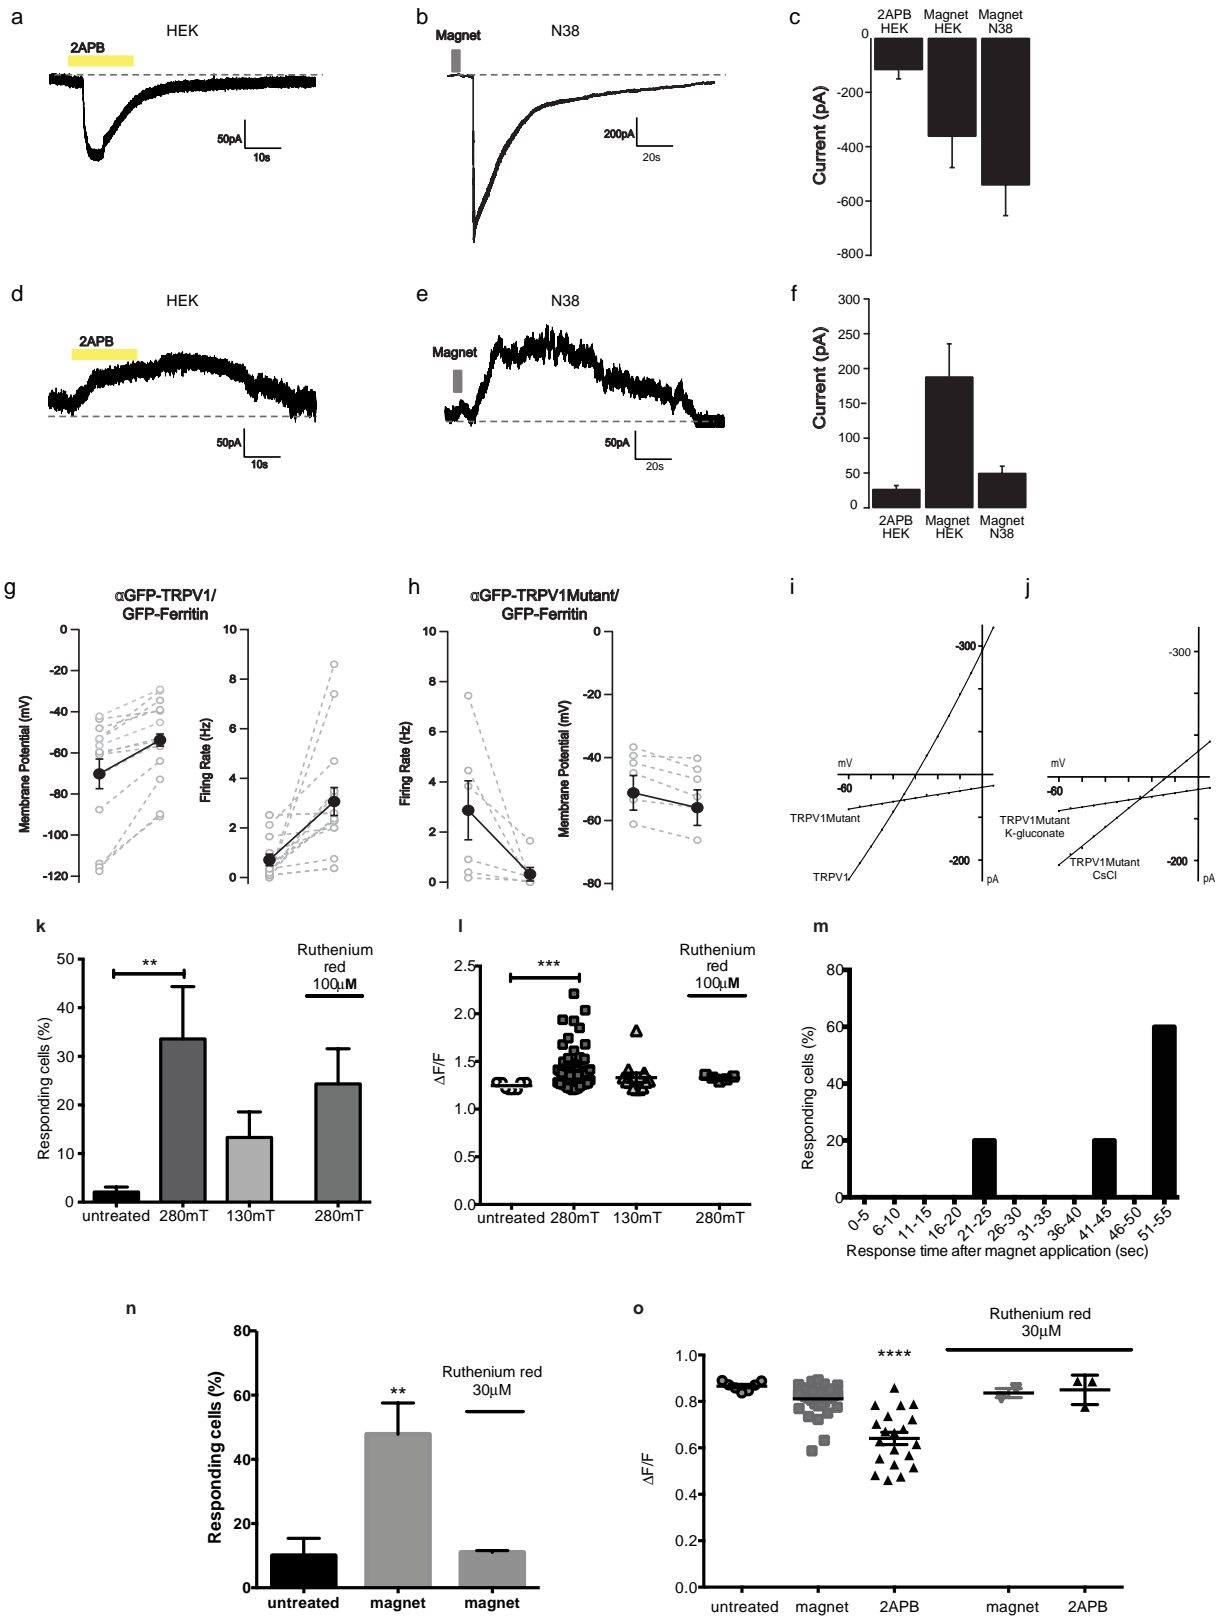 a
HEK
2APB
50pA
10s
b
N38
Magnet
200pA
20s
c
2APB Magnet Magnet
HEK HEK N38
0
-200
-400
-600
-800
Current (pA)
d
HEK
2APB
50pA
10s
e
N38
Magnet
50pA
20s
f
300
250
200
150
100
50
0
Current (pA)
2APB Magnet Magnet
HEK HEK N38
g
αGFP-TRPV1/
GFP-Ferritin
0
-20
-40
-60
-80
-100
-120
Membrane Potential (mV)
10
8
6
4
2
0
Firing Rate (Hz)
h
αGFP-TRPV1Mutant/
GFP-Ferritin
10
8
6
4
2
0
Firing Rate (Hz)
0
-20
-40
-60
-80
Membrane Potential (mV)
i
-300
mV
-60
TRPV1Mutant
TRPV1
-200
pA
j
-300
mV
-60
TRPV1Mutant
K-gluconate
TRPV1Mutant
CsCl
-200
pA
k
50
40
30
20
10
0
Responding cells (%)
**
Ruthenium
red
100µM
untreated 280mT 130mT 280mT
l
2.5
2.0
1.5
1.0
0.5
0.0
ΔF/F
***
Ruthenium
red
100µM
untreated 280mT 130mT 280mT
m
80
60
40
20
0
Responding cells (%)
0-5 6-10 11-15 16-20 21-25 26-30 31-35 36-40 41-45 46-50 51-55
Response time after magnet application (sec)
n
80
60
40
20
0
Responding cells (%)
**
Ruthenium red
30µM
untreated magnet magnet
o
1.0
0.8
0.6
0.4
0.2
0.0
ΔF/F
****
Ruthenium red
30µM
untreated magnet 2APB magnet 2APB